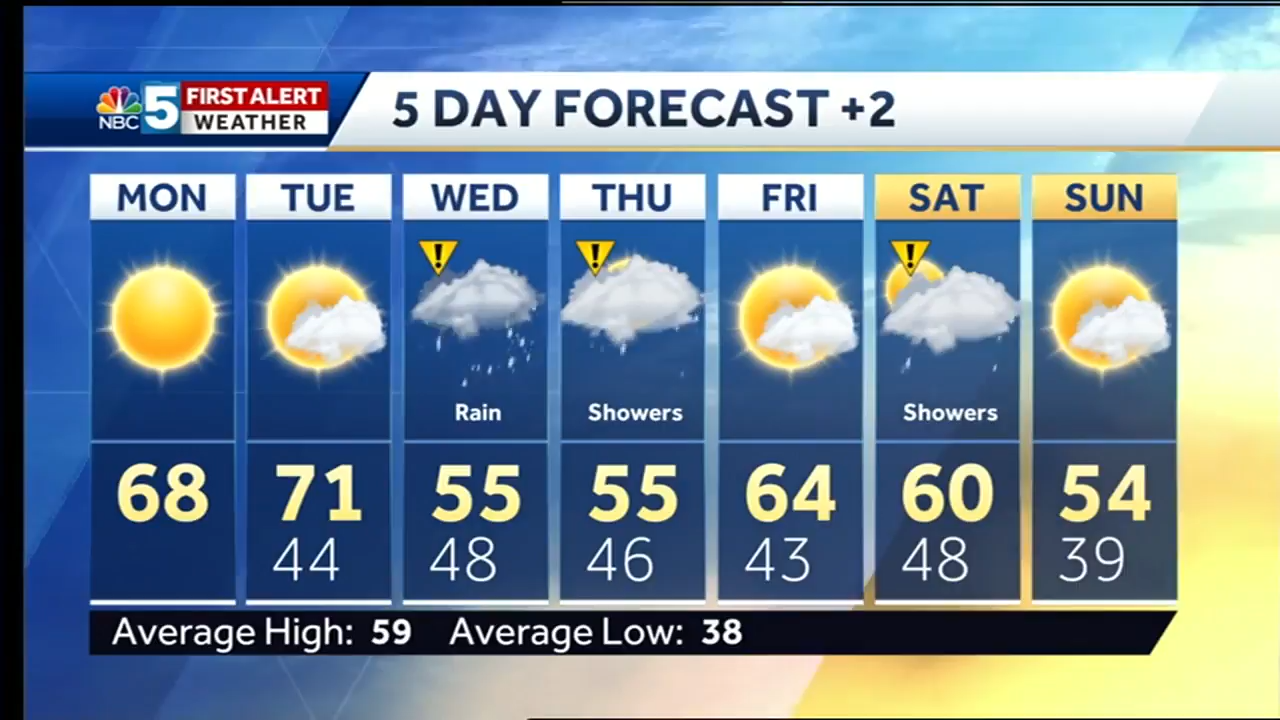 NBC 5 FIRST ALERT WEATHER
5 DAY FORECAST +2
MON TUE WED THU FRI SAT SUN
! ! !
Rain Showers Showers
68 71 55 55 64 60 54
44 48 46 43 48 39
Average High: 59 Average Low: 38